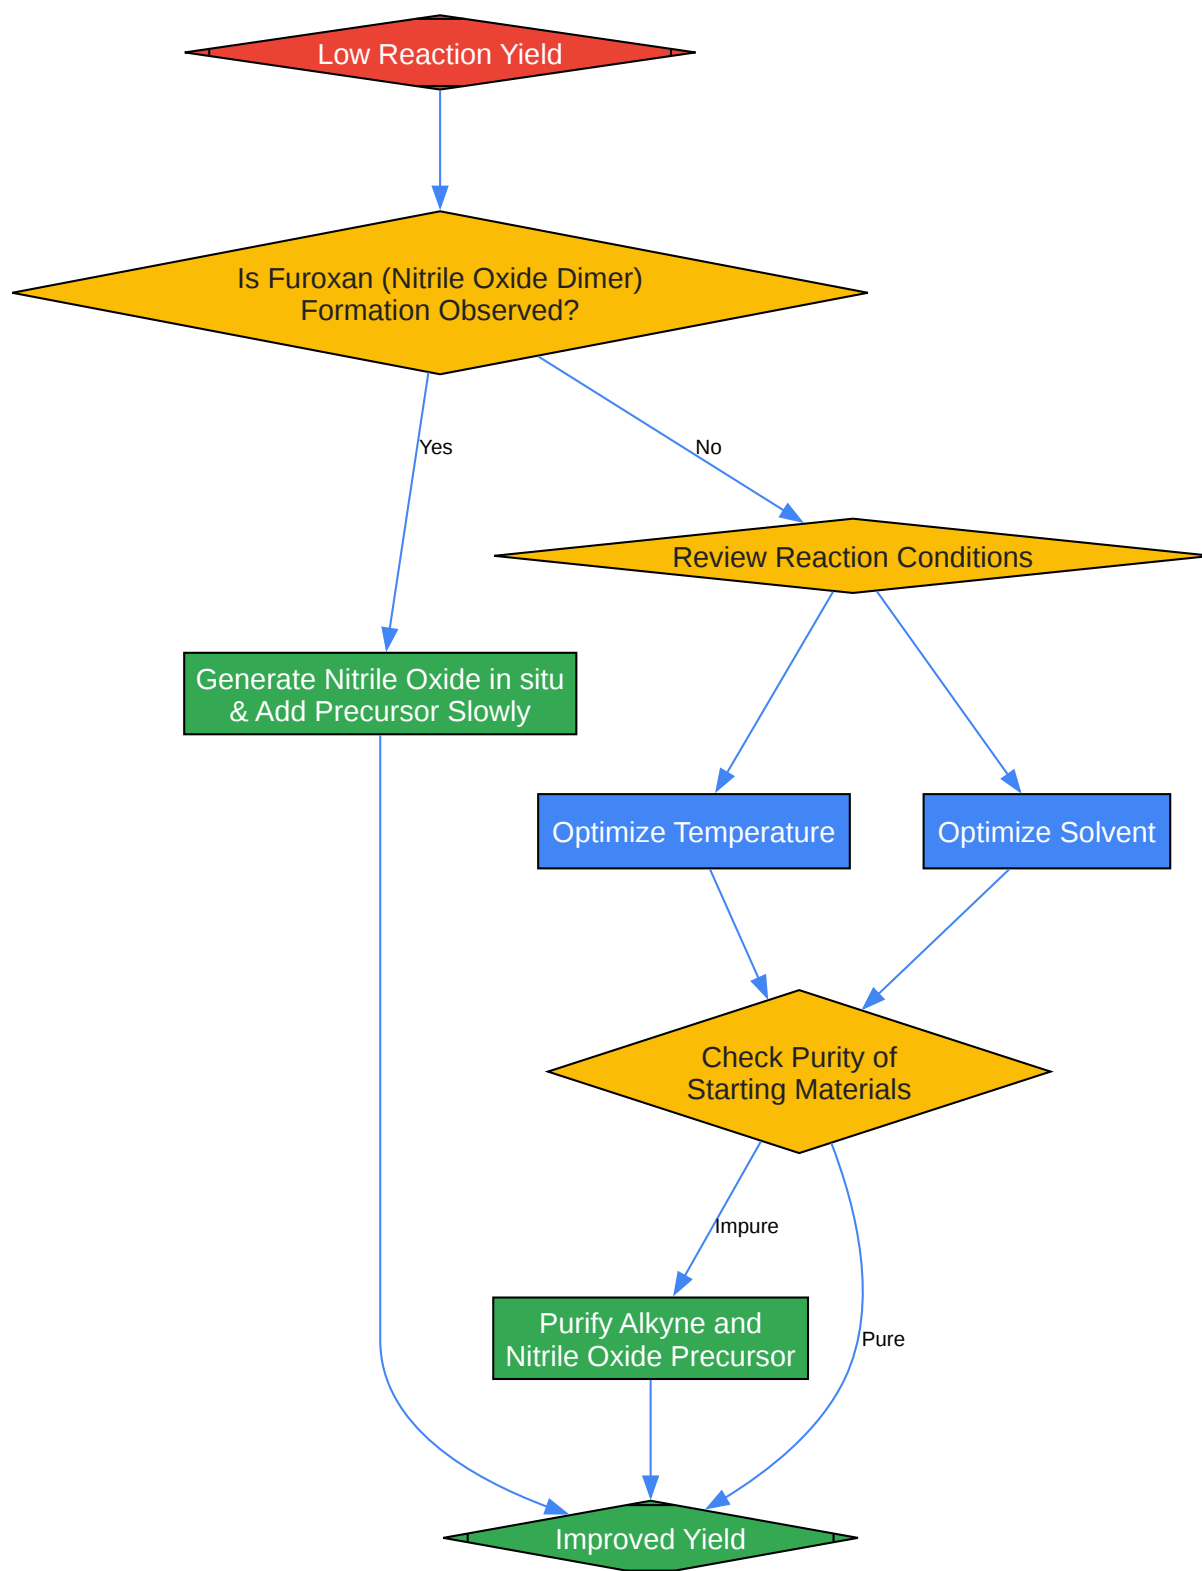 Low Reaction Yield
Is Furoxan (Nitrile Oxide Dimer)
Formation Observed?
Yes
No
Review Reaction Conditions
Generate Nitrile Oxide in situ
& Add Precursor Slowly
Optimize Temperature
Optimize Solvent
Check Purity of
Starting Materials
Impure
Purify Alkyne and
Nitrile Oxide Precursor
Pure
Improved Yield